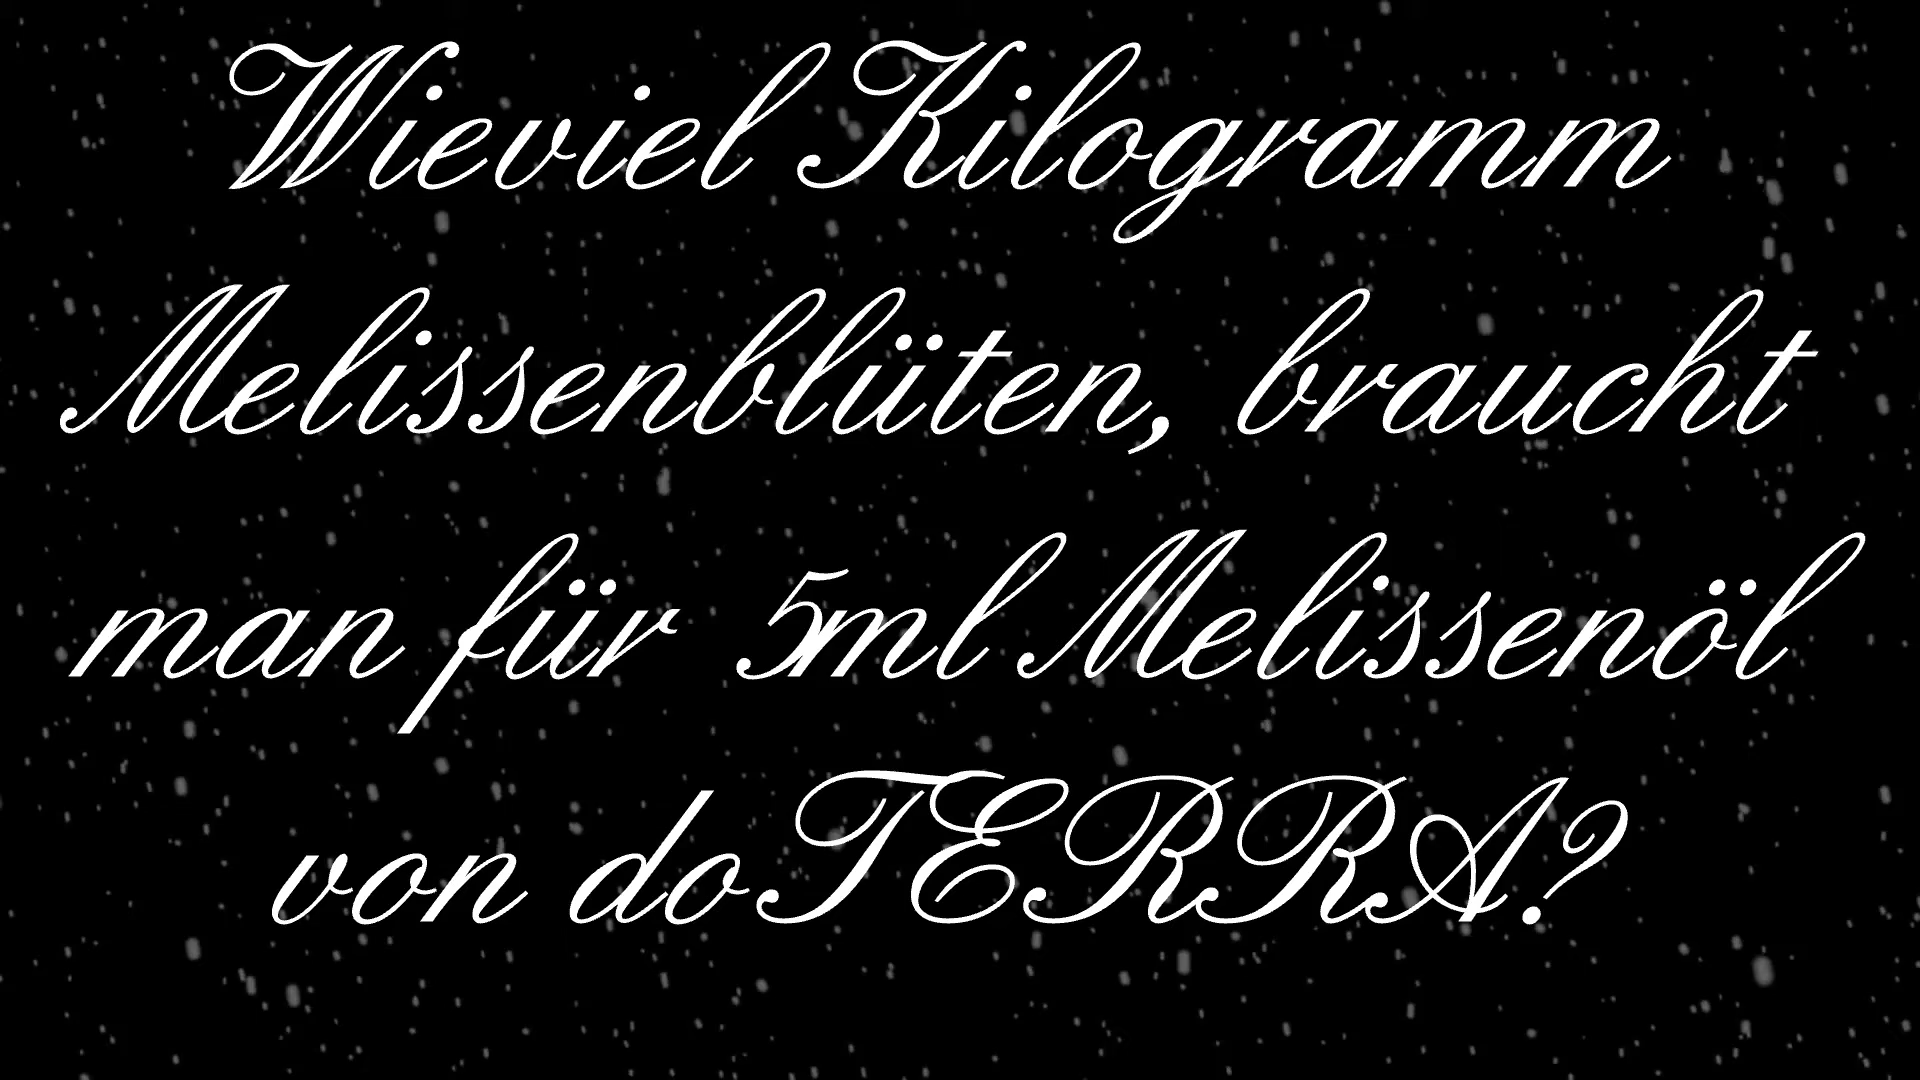 Wieviel Kilogramm
Melissenblüten, braucht
man für 5ml Melissenöl
von doTERRA?